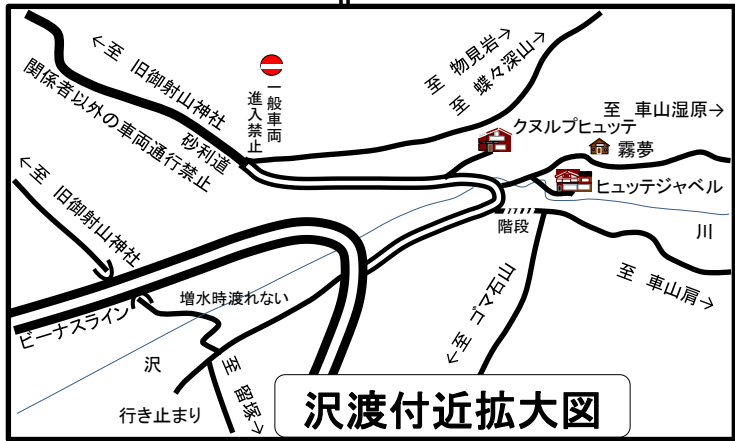 ←至 旧御射山神社
関係者以外の車両通行禁止
砂利道
一般車両
進入禁止
至 物見岩→
至 蝶々深山→
クヌルプヒュッテ
至 車山湿原→
霧夢
ヒュッテジャベル
階段
川
至 車山肩→
←至 ゴマ石山
←至 旧御射山神社
ビーナスライン
増水時渡れない
沢
至 留塚→
行き止まり
沢渡付近拡大図